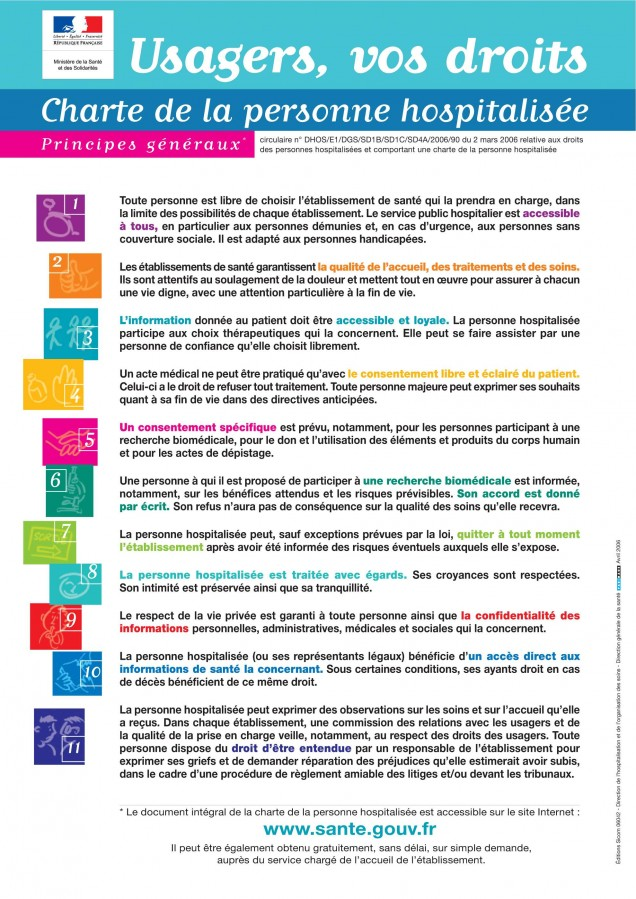 Liberté • Égalité • Fraternité
RÉPUBLIQUE FRANÇAISE
Ministère de la Santé
et des Solidarités
Usagers, vos droits
Charte de la personne hospitalisée
Principes généraux*
circulaire n° DHOS/E1/DGS/SD1B/SD1C/SD4A/2006/90 du 2 mars 2006 relative aux droits
des personnes hospitalisées et comportant une charte de la personne hospitalisée
1
Toute personne est libre de choisir l'établissement de santé qui la prendra en charge, dans
la limite des possibilités de chaque établissement. Le service public hospitalier est accessible
à tous, en particulier aux personnes démunies et, en cas d'urgence, aux personnes sans
couverture sociale. Il est adapté aux personnes handicapées.
2
Les établissements de santé garantissent la qualité de l'accueil, des traitements et des soins.
Ils sont attentifs au soulagement de la douleur et mettent tout en œuvre pour assurer à chacun
une vie digne, avec une attention particulière à la fin de vie.
3
L'information donnée au patient doit être accessible et loyale. La personne hospitalisée
participe aux choix thérapeutiques qui la concernent. Elle peut se faire assister par une
personne de confiance qu'elle choisit librement.
4
Un acte médical ne peut être pratiqué qu'avec le consentement libre et éclairé du patient.
Celui-ci a le droit de refuser tout traitement. Toute personne majeure peut exprimer ses souhaits
quant à sa fin de vie dans des directives anticipées.
5
Un consentement spécifique est prévu, notamment, pour les personnes participant à une
recherche biomédicale, pour le don et l'utilisation des éléments et produits du corps humain
et pour les actes de dépistage.
6
Une personne à qui il est proposé de participer à une recherche biomédicale est informée,
notamment, sur les bénéfices attendus et les risques prévisibles. Son accord est donné
par écrit. Son refus n'aura pas de conséquence sur la qualité des soins qu'elle recevra.
7
La personne hospitalisée peut, sauf exceptions prévues par la loi, quitter à tout moment
l'établissement après avoir été informée des risques éventuels auxquels elle s'expose.
8
La personne hospitalisée est traitée avec égards. Ses croyances sont respectées.
Son intimité est préservée ainsi que sa tranquillité.
9
Le respect de la vie privée est garanti à toute personne ainsi que la confidentialité des
informations personnelles, administratives, médicales et sociales qui la concernent.
10
La personne hospitalisée (ou ses représentants légaux) bénéficie d'un accès direct aux
informations de santé la concernant. Sous certaines conditions, ses ayants droit en cas
de décès bénéficient de ce même droit.
11
La personne hospitalisée peut exprimer des observations sur les soins et sur l'accueil qu'elle
a reçus. Dans chaque établissement, une commission des relations avec les usagers et de
la qualité de la prise en charge veille, notamment, au respect des droits des usagers. Toute
personne dispose du droit d'être entendue par un responsable de l'établissement pour
exprimer ses griefs et de demander réparation des préjudices qu'elle estimerait avoir subis,
dans le cadre d'une procédure de règlement amiable des litiges et/ou devant les tribunaux.
* Le document intégral de la charte de la personne hospitalisée est accessible sur le site Internet :
www.sante.gouv.fr
Il peut être également obtenu gratuitement, sans délai, sur simple demande,
auprès du service chargé de l'accueil de l'établissement.
Éditions Sicom 06042 - Direction de l'hospitalisation et de l'organisation des soins - Direction générale de la santé Avril 2006